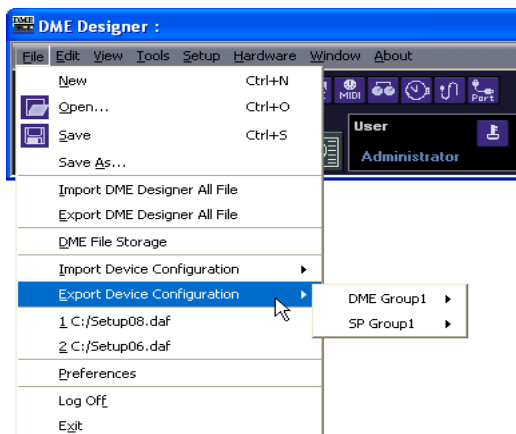 DME Designer :
File Edit View Tools Setup Hardware Window About
New Ctrl+N
Open... Ctrl+O
Save Ctrl+S
Save As...
MIDI
Port
User
Administrator
Import DME Designer All File
Export DME Designer All File
DME File Storage
Import Device Configuration
Export Device Configuration
DME Group1
SP Group1
1 C:/Setup08.daf
2 C:/Setup06.daf
Preferences
Log Off
Exit